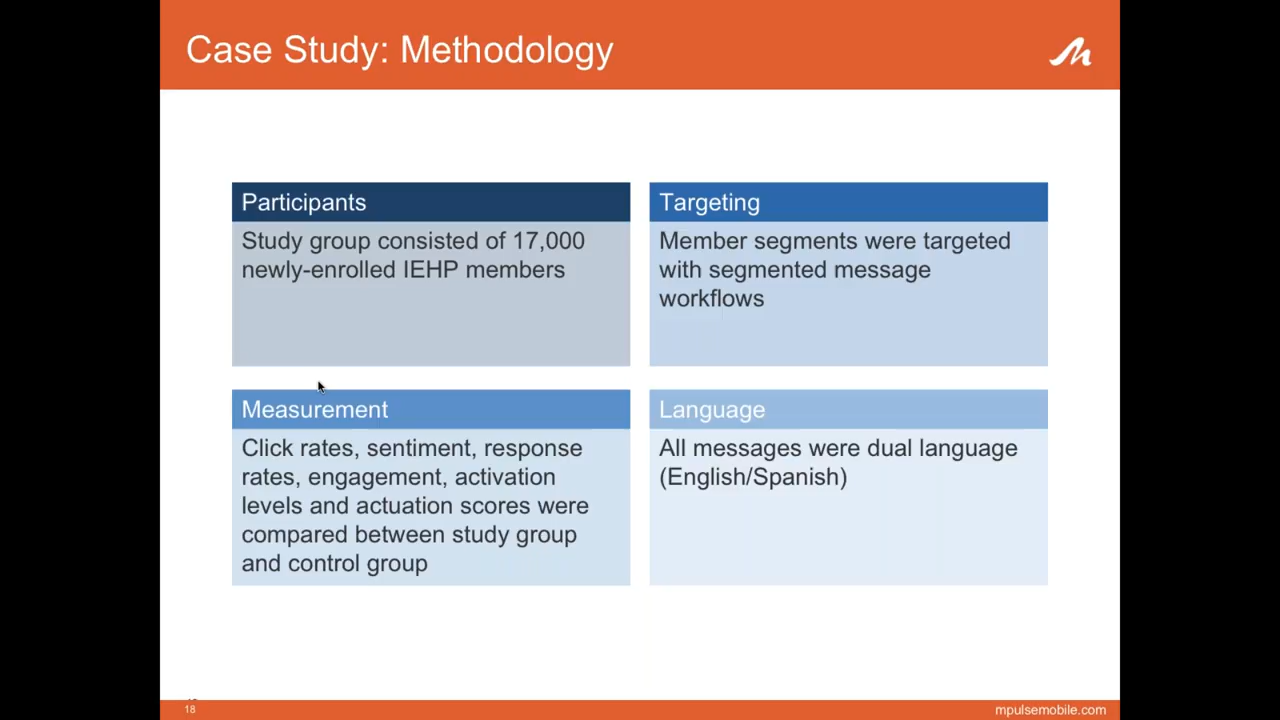 Case Study: Methodology
Participants
Study group consisted of 17,000
newly-enrolled IEHP members
Targeting
Member segments were targeted
with segmented message
workflows
Measurement
Click rates, sentiment, response
rates, engagement, activation
levels and actuation scores were
compared between study group
and control group
Language
All messages were dual language
(English/Spanish)
18
mpulsemobile.com